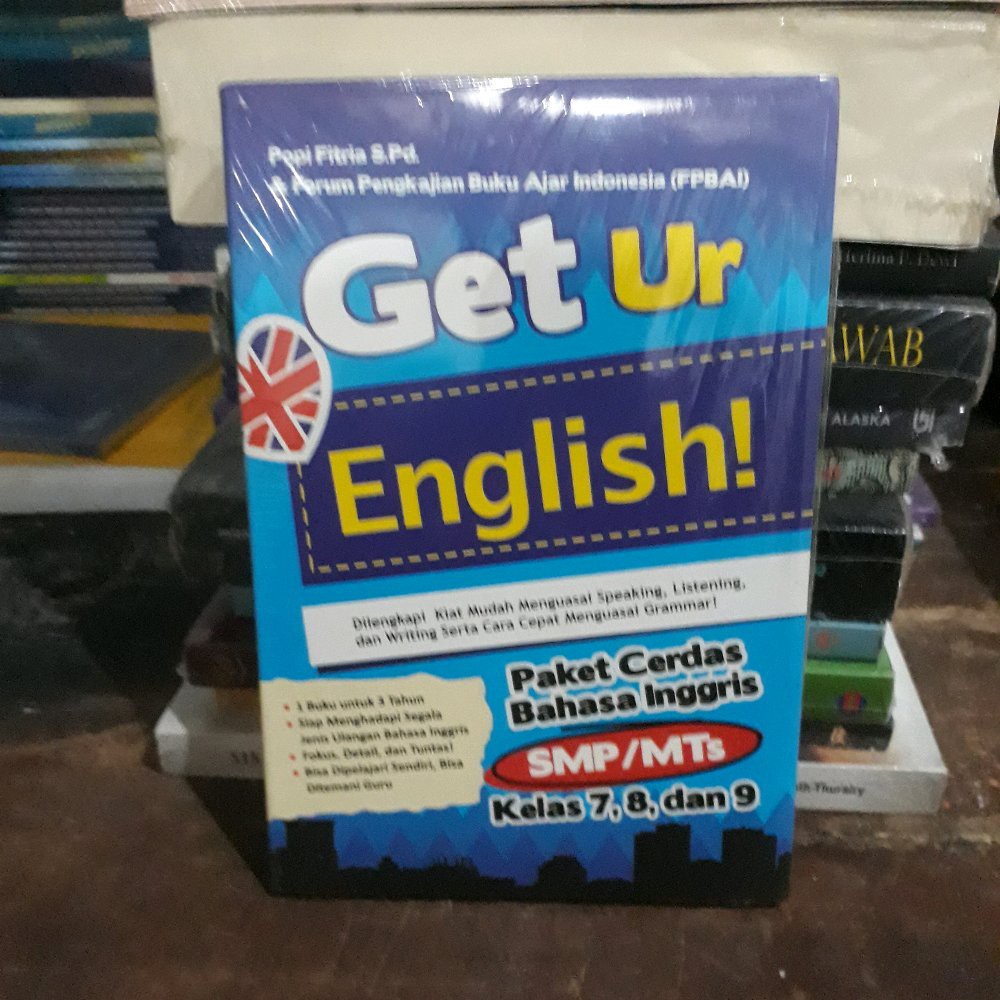 Popi Fitria S.Pd.
& Forum Pengkajian Buku Ajar Indonesia (FPBAI)
Get Ur
English!
Dilengkapi Kiat Mudah Menguasai Speaking, Listening,
dan Writing Serta Cara Cepat Menguasai Grammar!
Paket Cerdas
Bahasa Inggris
SMP/MTs
Kelas 7, 8, dan 9
• 1 Buku untuk 3 Tahun
• Siap Menghadapi Segala
Jenis Ulangan Bahasa Inggris
• Fokus, Detail, dan Tuntas!
• Bisa Dipelajari Sendiri, Bisa
Ditemani Guru
Herlina P. Dewi
WAB
ALASKA